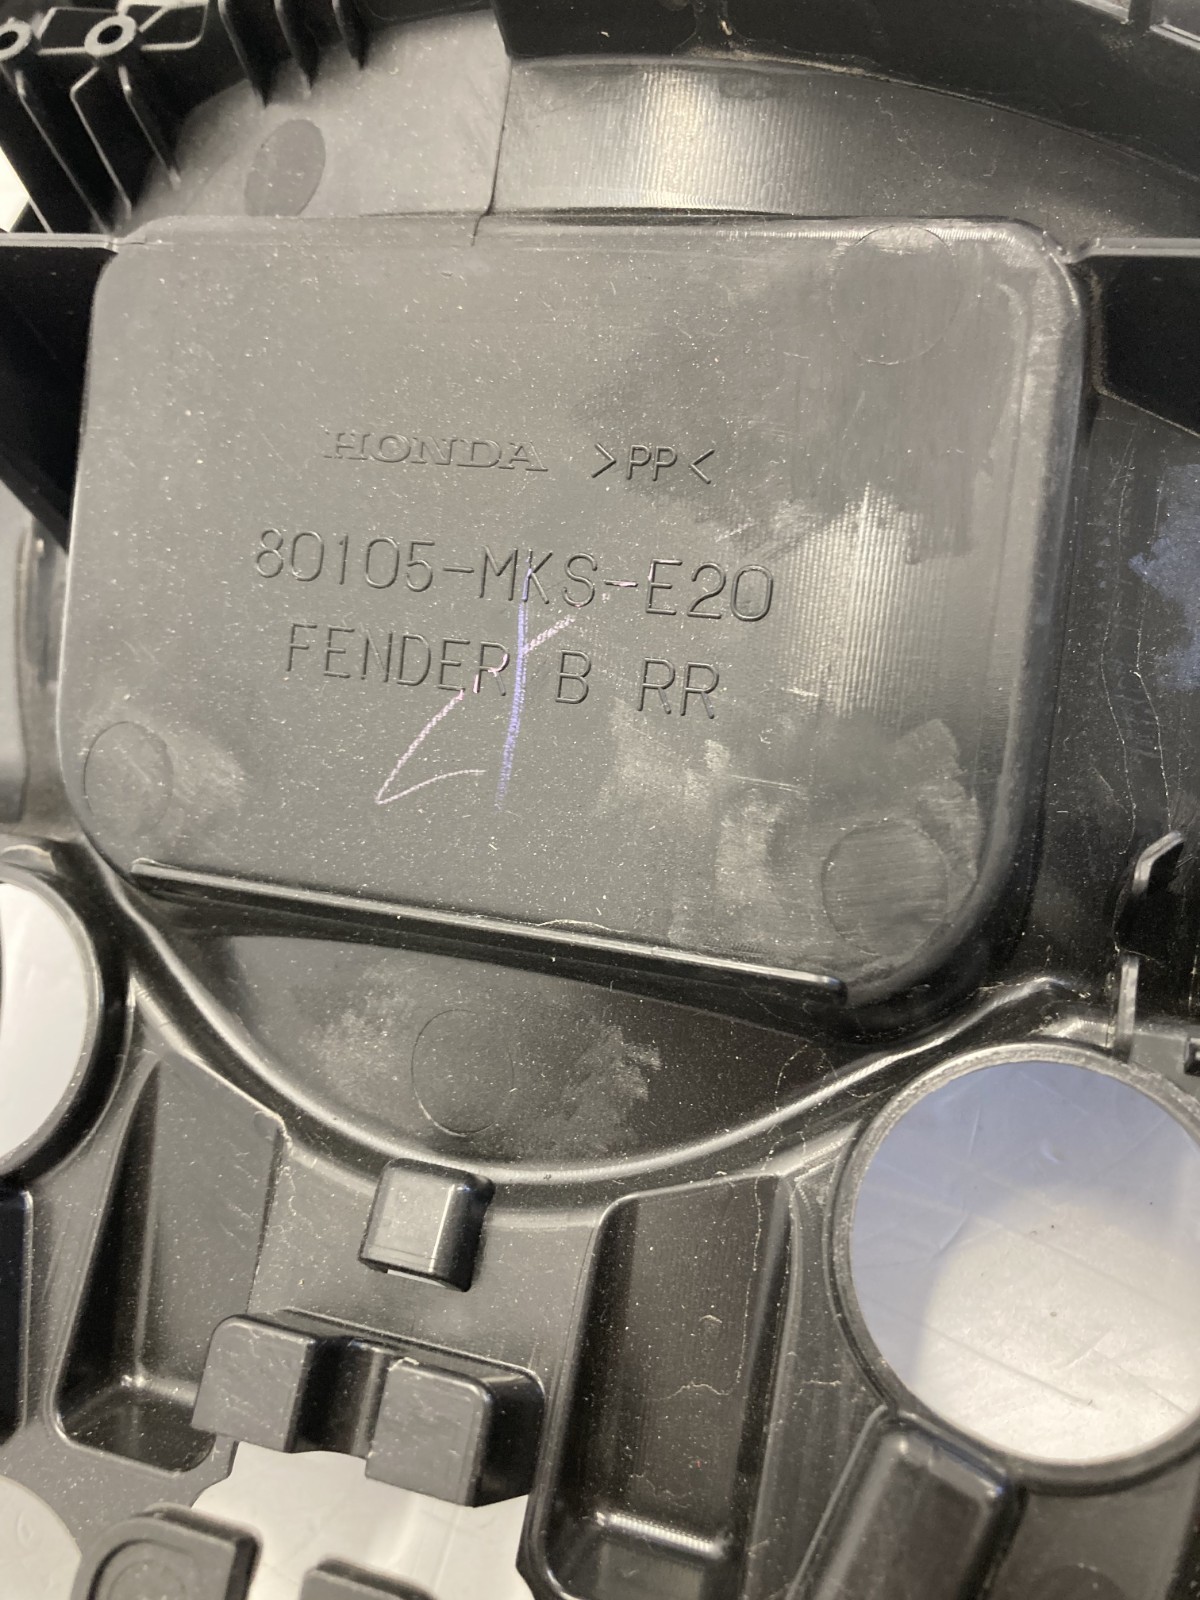 HONDA >PP<
80105-MKS-E20
FENDER B RR